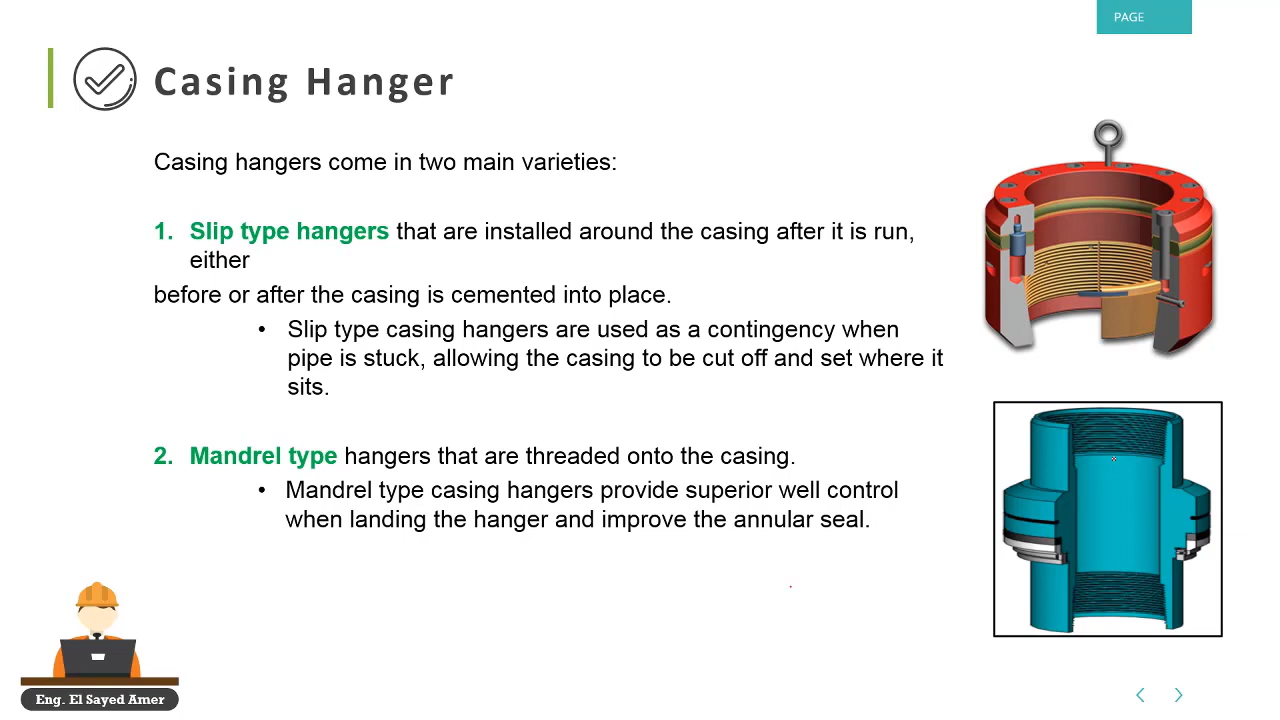 PAGE
Casing Hanger
Casing hangers come in two main varieties:
1. Slip type hangers that are installed around the casing after it is run,
either
before or after the casing is cemented into place.
• Slip type casing hangers are used as a contingency when
pipe is stuck, allowing the casing to be cut off and set where it
sits.
2. Mandrel type hangers that are threaded onto the casing.
• Mandrel type casing hangers provide superior well control
when landing the hanger and improve the annular seal.
Eng. El Sayed Amer